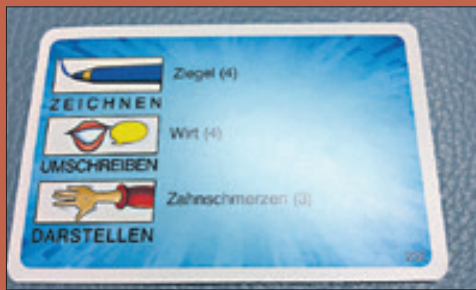 Ziegel (4)
ZEICHNEN
Wirt (4)
UMSCHREIBEN
Zahnschmerzen (3)
DARSTELLEN